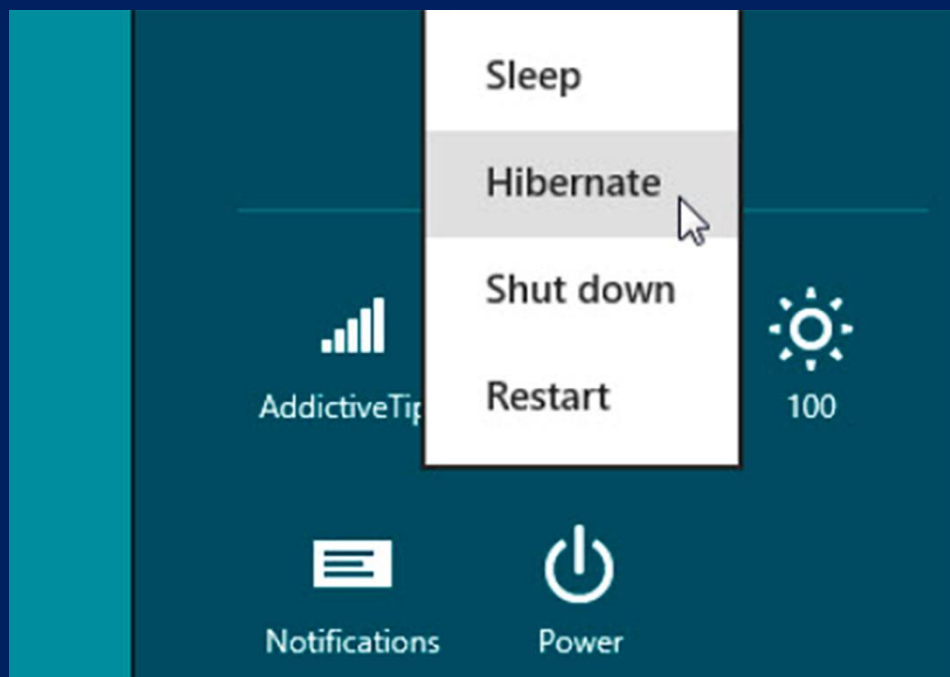 Sleep
Hibernate
Shut down
Restart
AddictiveTip
100
Notifications
Power